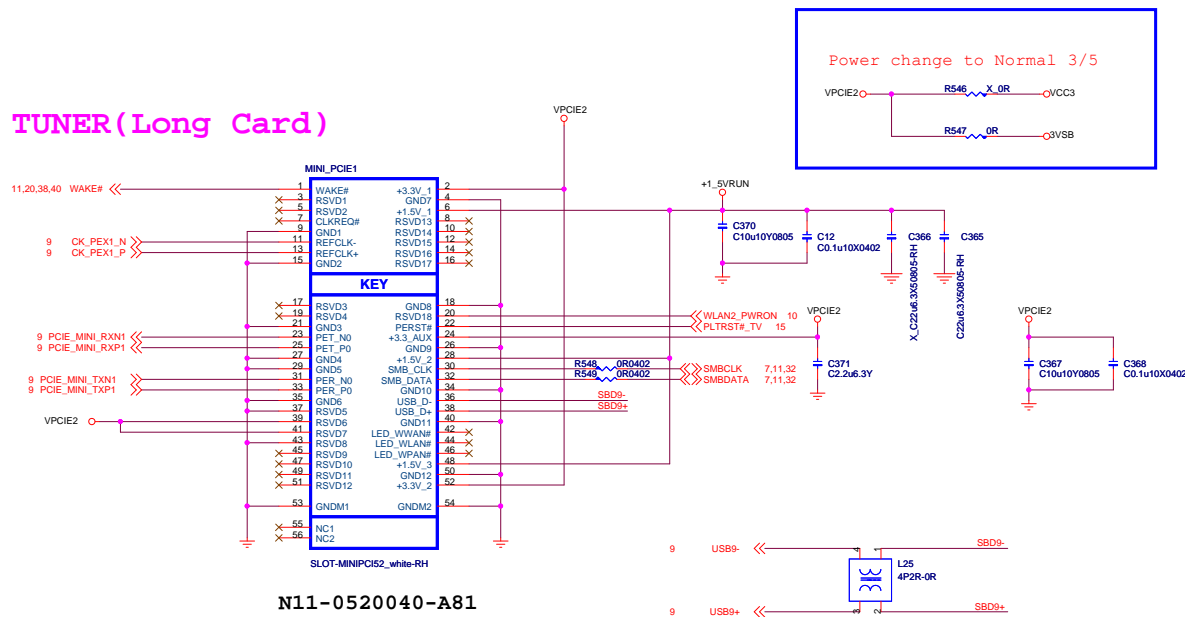 Power change to Normal 3/5
VPCIE2 R546 X_0R VCC3
R547 0R 3VSB
TUNER(Long Card)
VPCIE2
MINI_PCIE1
11,20,38,40 WAKE# 1 WAKE# +3.3V_1 2
3 RSVD1 GND7 4
5 RSVD2 +1.5V_1 6
7 CLKREQ# RSVD13 8
9 GND1 RSVD14 10
9 CK_PEX1_N 11 REFCLK- RSVD15 12
9 CK_PEX1_P 13 REFCLK+ RSVD16 14
15 GND2 RSVD17 16
+1_5VRUN
C370
C10u10Y0805
C12
C0.1u10X0402
C366
X_C22u6.3X50805-RH
C365
C22u6.3X50805-RH
KEY
17 RSVD3 GND8 18
19 RSVD4 RSVD18 20 WLAN2_PWRON 10
21 GND3 PERST# 22 PLTRST#_TV 15
9 PCIE_MINI_RXN1 23 PET_N0 +3.3_AUX 24
9 PCIE_MINI_RXP1 25 PET_P0 GND9 26
27 GND4 +1.5V_2 28
29 GND5 SMB_CLK 30 R548 0R0402 SMBCLK 7,11,32
9 PCIE_MINI_TXN1 31 PER_N0 SMB_DATA 32 R549 0R0402 SMBDATA 7,11,32
9 PCIE_MINI_TXP1 33 PER_P0 GND10 34
35 GND6 USB_D- 36 SBD9-
37 RSVD5 USB_D+ 38 SBD9+
VPCIE2 39 RSVD6 GND11 40
41 RSVD7 LED_WWAN# 42
43 RSVD8 LED_WLAN# 44
45 RSVD9 LED_WPAN# 46
47 RSVD10 +1.5V_3 48
49 RSVD11 GND12 50
51 RSVD12 +3.3V_2 52
53 GNDM1 GNDM2 54
55 NC1
56 NC2
VPCIE2
C371
C2.2u6.3Y
VPCIE2
C367
C10u10Y0805
C368
C0.1u10X0402
SLOT-MINIPCI52_white-RH
N11-0520040-A81
9 USB9- 4 1 SBD9-
L25
4P2R-0R
9 USB9+ 3 2 SBD9+